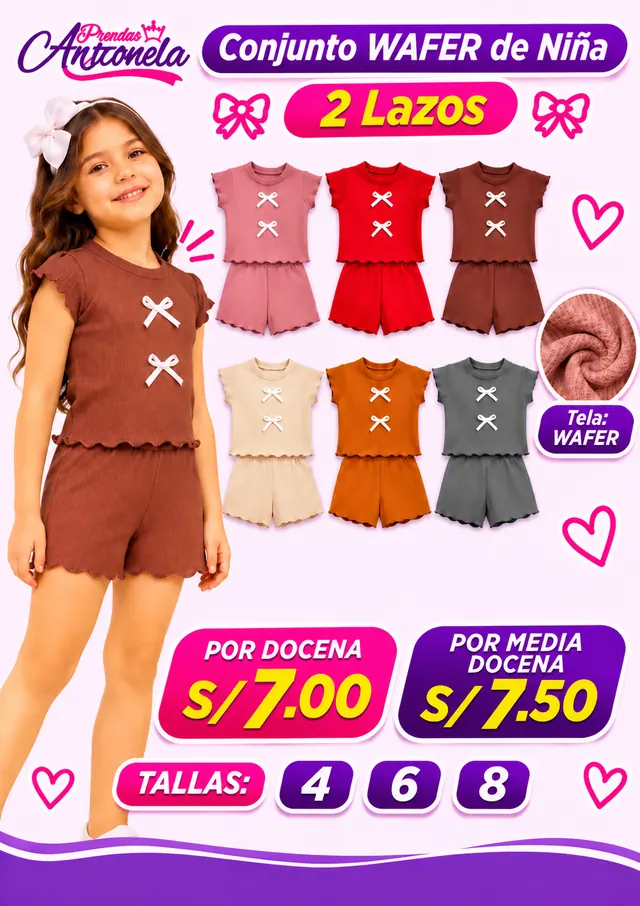 Prendas
Antconela
Conjunto WAFER de Niña
2 Lazos
Tela:
WAFER
POR DOCENA
S/7.00
POR MEDIA
DOCENA
S/7.50
TALLAS: 4 6 8